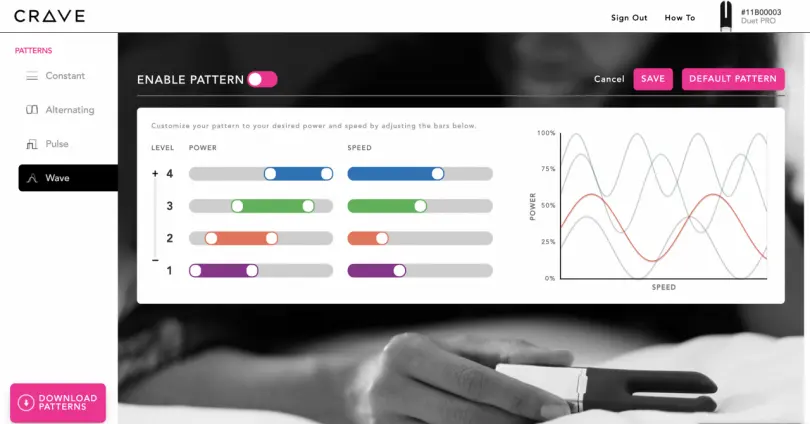 CRAVE
Sign Out
How To
#11B00003
Duet PRO
PATTERNS
Constant
Alternating
Pulse
Wave
DOWNLOAD
PATTERNS
ENABLE PATTERN
Cancel
SAVE
DEFAULT PATTERN
Customize your pattern to your desired power and speed by adjusting the bars below.
LEVEL
POWER
SPEED
+ 4
3
2
– 1
100%
75%
50%
25%
0%
POWER
SPEED